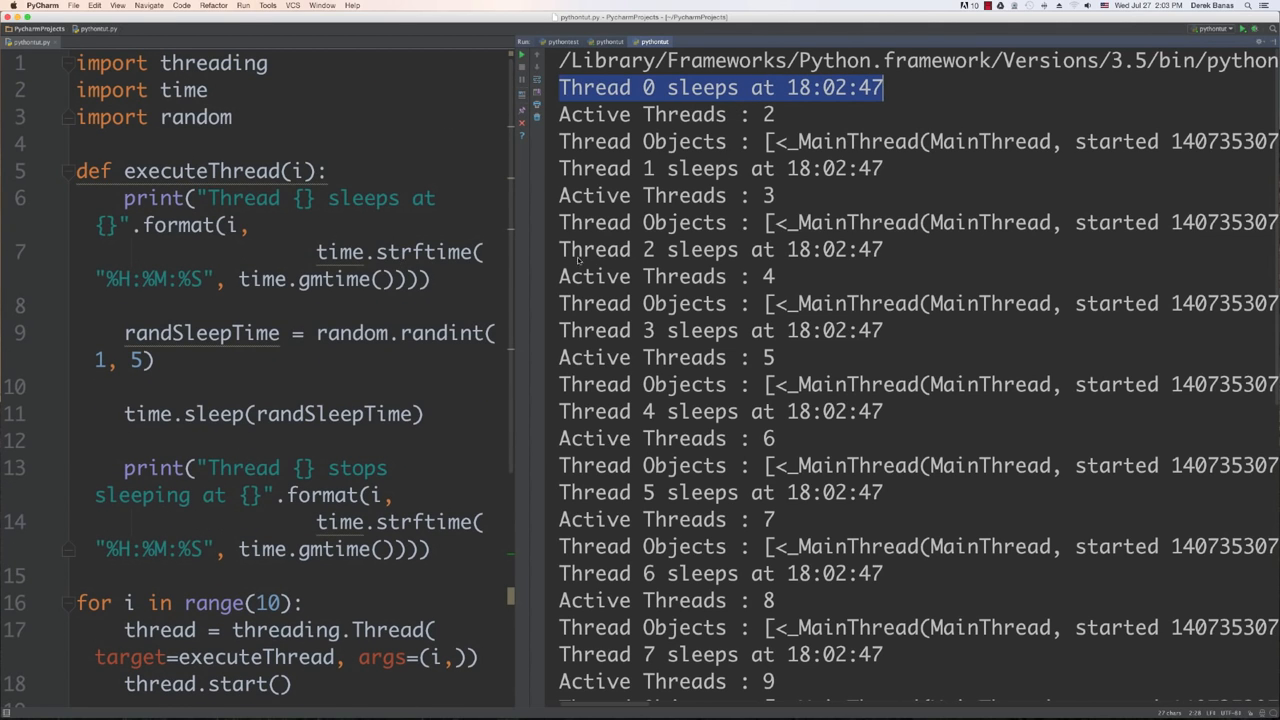 PyCharm File Edit View Navigate Code Refactor Run Tools VCS Window Help
10 Wed Jul 27 2:03 PM Derek Banas
pythontut.py - PycharmProjects - [~/PycharmProjects]
PycharmProjects pythontut.py
pythontut
pythontut.py
Run: pythontest pythontut pythontut
1 import threading
2 import time
3 import random
4
5 def executeThread(i):
6 print("Thread {} sleeps at
{}".format(i,
7 time.strftime(
"%H:%M:%S", time.gmtime())))
8
9 randSleepTime = random.randint(
1, 5)
10
11 time.sleep(randSleepTime)
12
13 print("Thread {} stops
sleeping at {}".format(i,
14 time.strftime(
"%H:%M:%S", time.gmtime())))
15
16 for i in range(10):
17 thread = threading.Thread(
target=executeThread, args=(i,))
18 thread.start()
/Library/Frameworks/Python.framework/Versions/3.5/bin/python
Thread 0 sleeps at 18:02:47
Active Threads : 2
Thread Objects : [<_MainThread(MainThread, started 140735307
Thread 1 sleeps at 18:02:47
Active Threads : 3
Thread Objects : [<_MainThread(MainThread, started 140735307
Thread 2 sleeps at 18:02:47
Active Threads : 4
Thread Objects : [<_MainThread(MainThread, started 140735307
Thread 3 sleeps at 18:02:47
Active Threads : 5
Thread Objects : [<_MainThread(MainThread, started 140735307
Thread 4 sleeps at 18:02:47
Active Threads : 6
Thread Objects : [<_MainThread(MainThread, started 140735307
Thread 5 sleeps at 18:02:47
Active Threads : 7
Thread Objects : [<_MainThread(MainThread, started 140735307
Thread 6 sleeps at 18:02:47
Active Threads : 8
Thread Objects : [<_MainThread(MainThread, started 140735307
Thread 7 sleeps at 18:02:47
Active Threads : 9
27 chars 2:28 LF÷ UTF-8÷